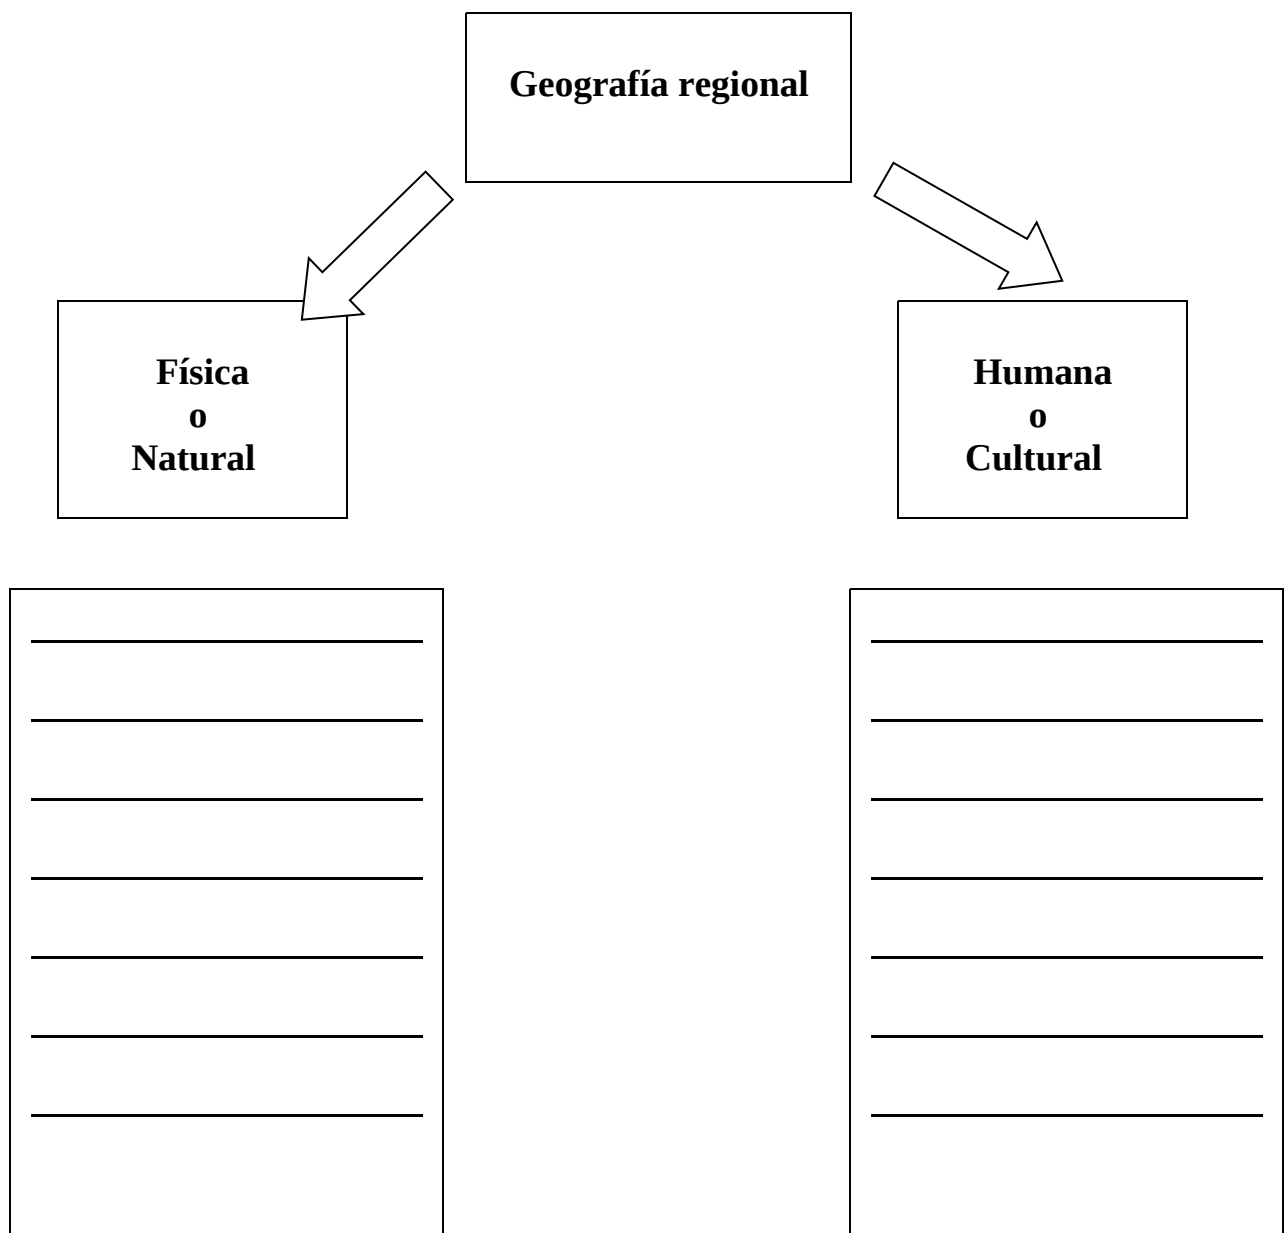 Geografía regional
Física
o
Natural
Humana
o
Cultural